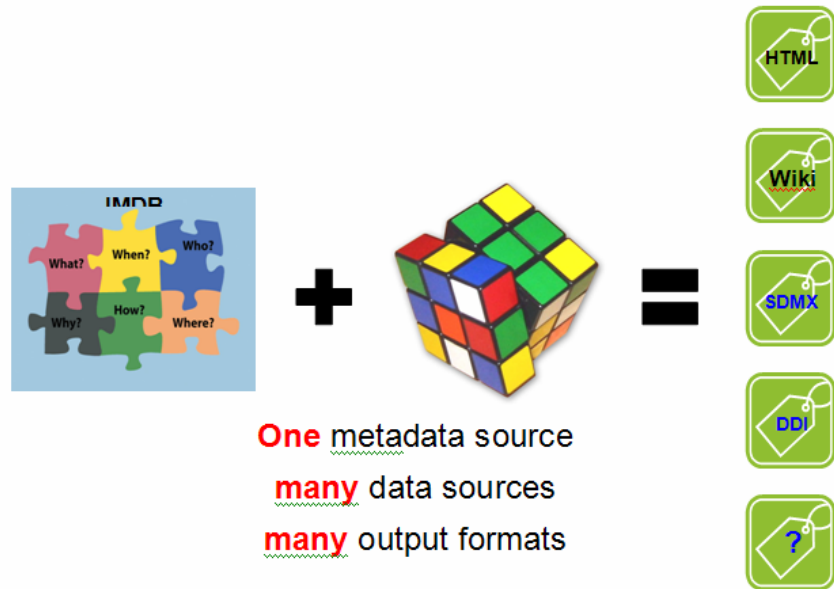 IMDB
What?
When?
Who?
Why?
How?
Where?
One metadata source
many data sources
many output formats
HTML
Wiki
SDMX
DDI
?